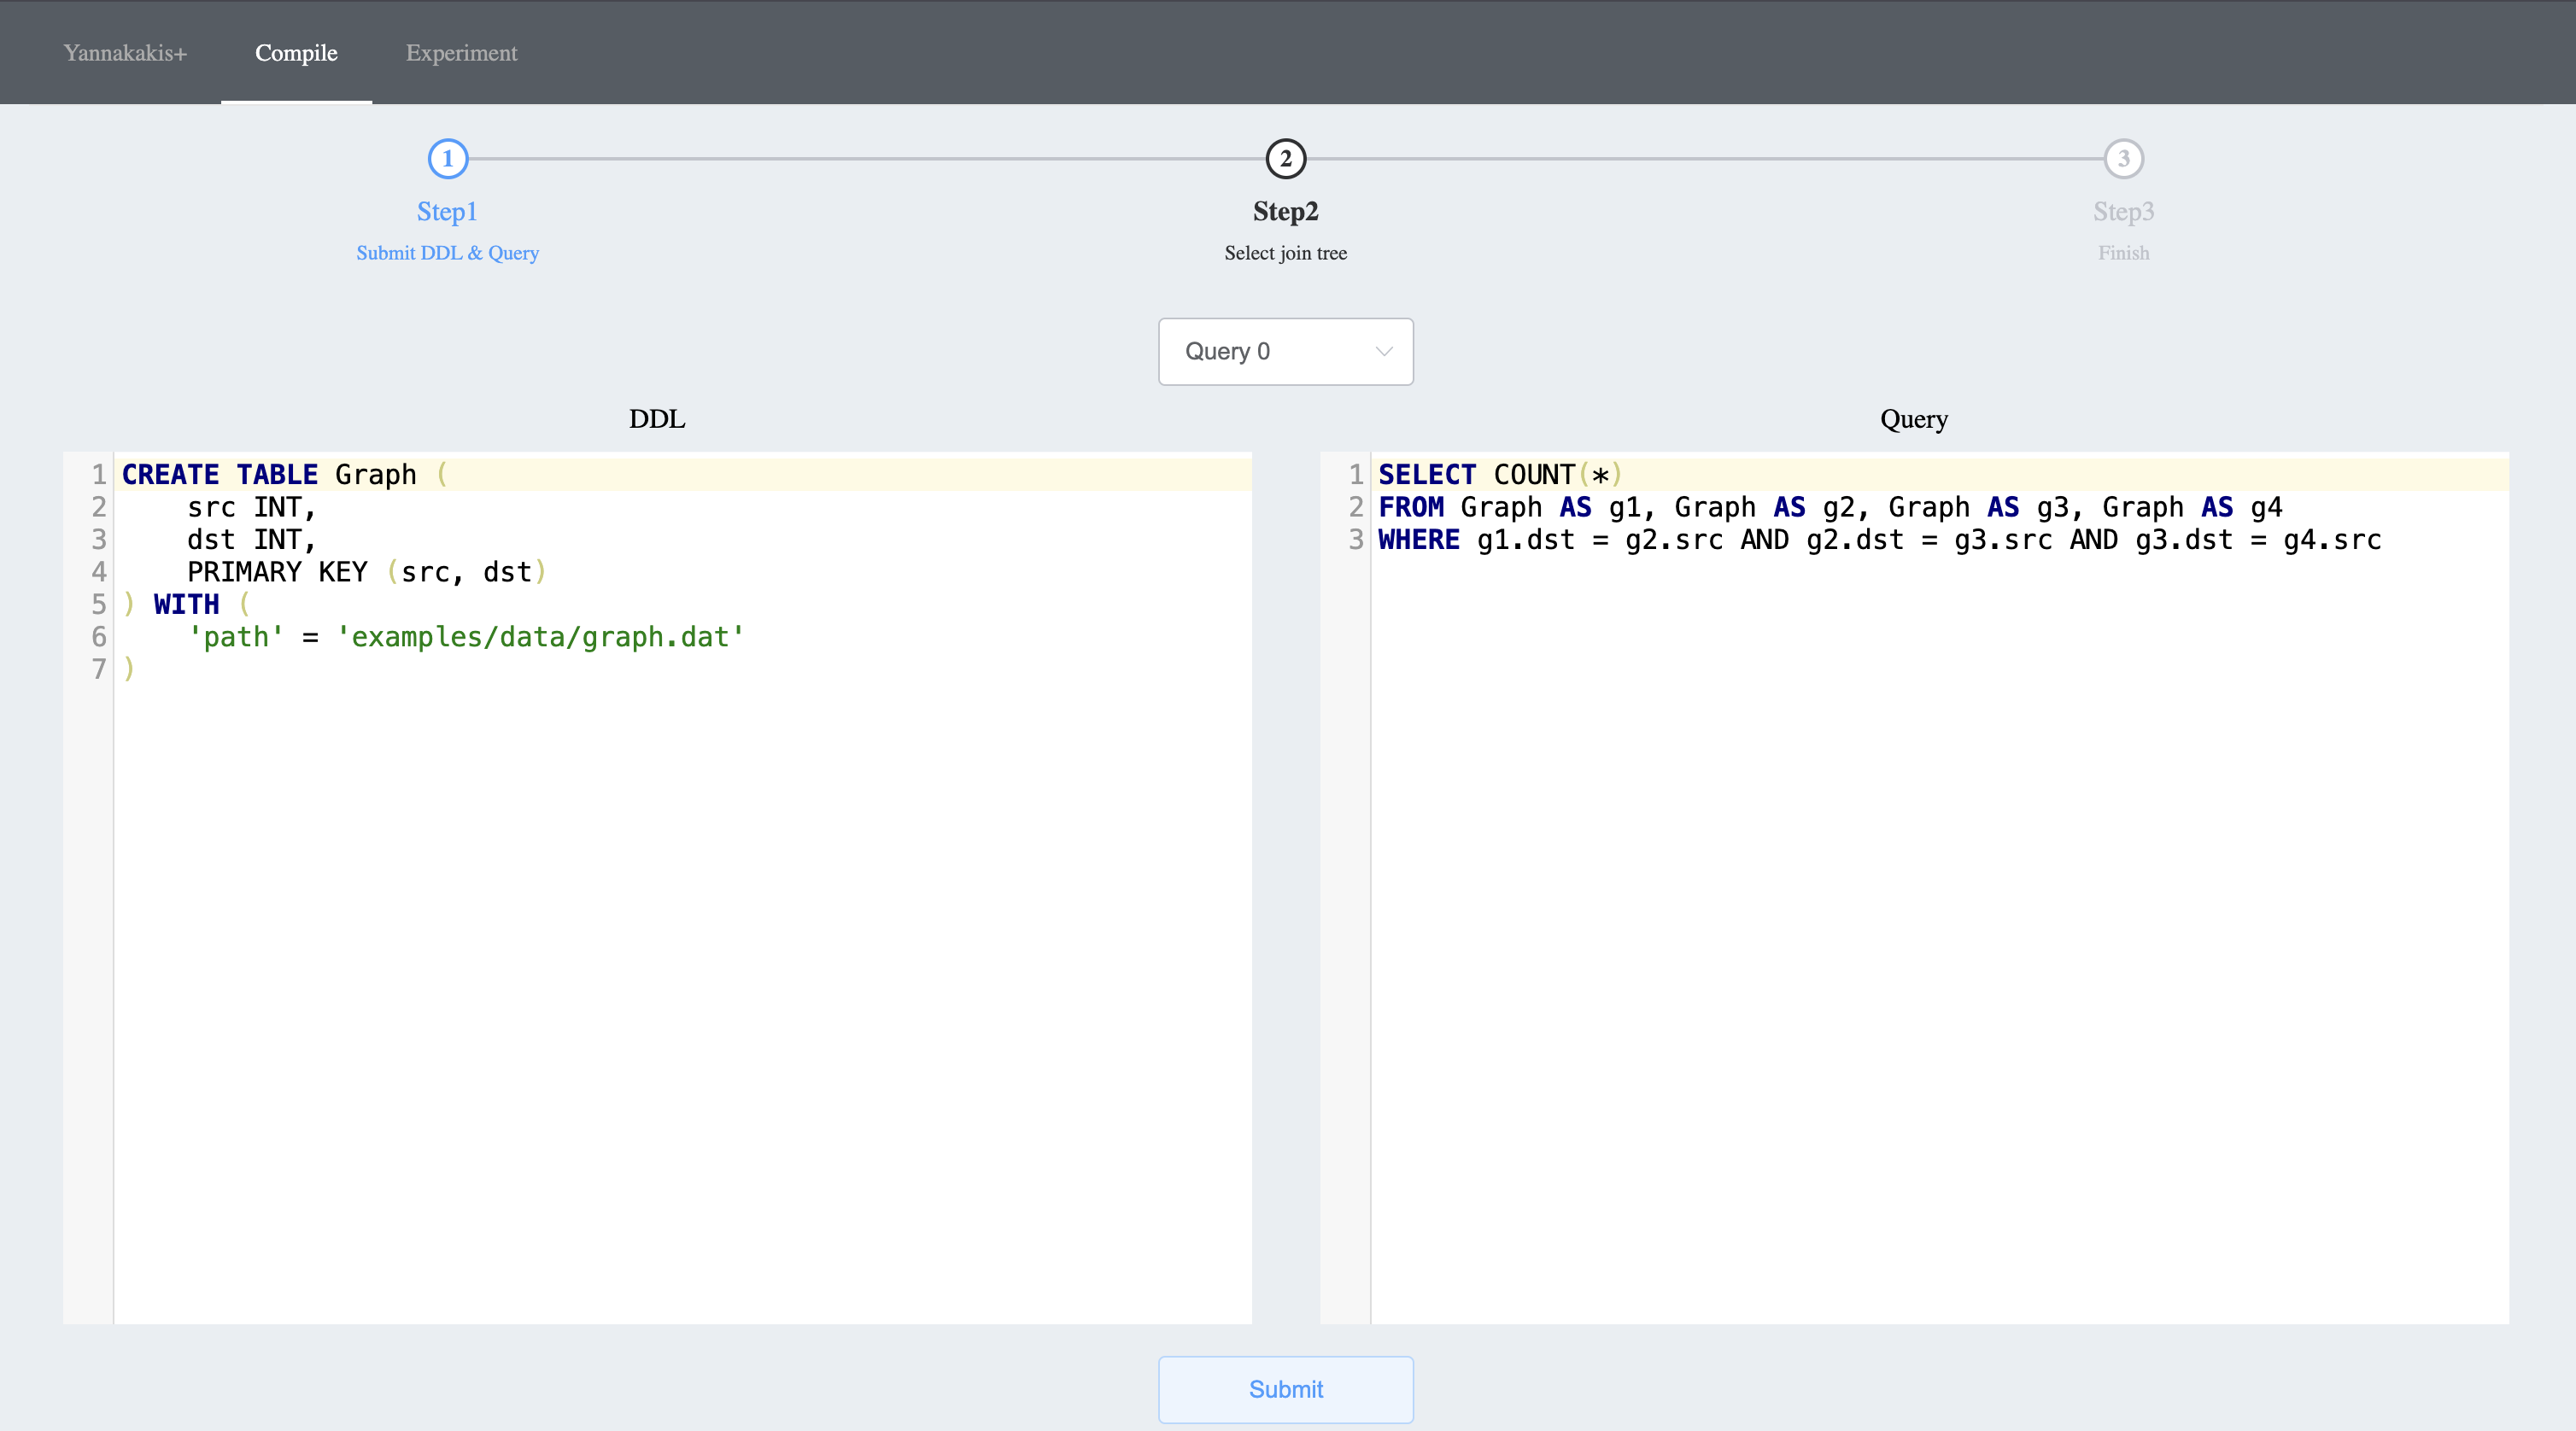 Yannakakis+ Compile Experiment
1 2 3
Step1 Step2 Step3
Submit DDL & Query Select join tree Finish
Query 0
DDL
1 CREATE TABLE Graph (
2     src INT,
3     dst INT,
4     PRIMARY KEY (src, dst)
5 ) WITH (
6     'path' = 'examples/data/graph.dat'
7 )
Query
1 SELECT COUNT(*)
2 FROM Graph AS g1, Graph AS g2, Graph AS g3, Graph AS g4
3 WHERE g1.dst = g2.src AND g2.dst = g3.src AND g3.dst = g4.src
Submit